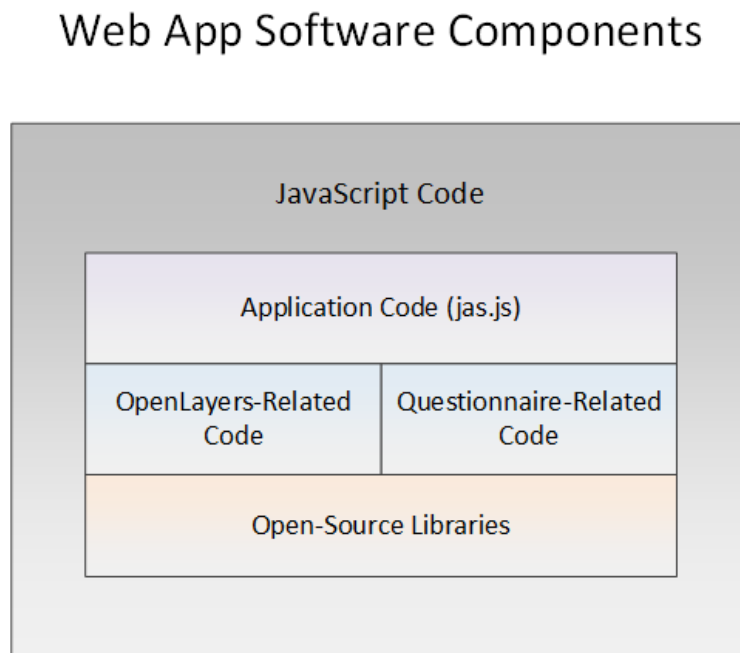 Web App Software Components
JavaScript Code
Application Code (jas.js)
OpenLayers-Related
Code
Questionnaire-Related
Code
Open-Source Libraries